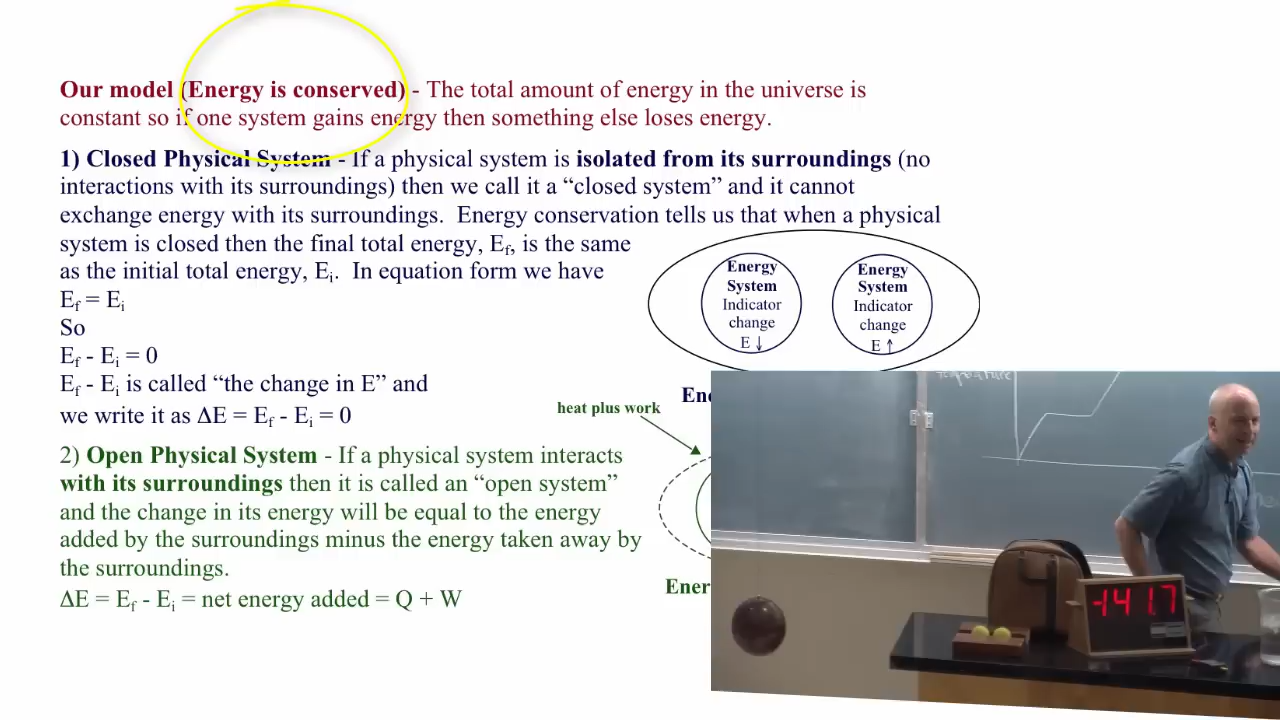 Our model (Energy is conserved) - The total amount of energy in the universe is
constant so if one system gains energy then something else loses energy.
1) Closed Physical System - If a physical system is isolated from its surroundings (no
interactions with its surroundings) then we call it a “closed system” and it cannot
exchange energy with its surroundings. Energy conservation tells us that when a physical
system is closed then the final total energy, Ef, is the same
as the initial total energy, Ei. In equation form we have
Ef = Ei
So
Ef - Ei = 0
Ef - Ei is called “the change in E” and
we write it as ΔE = Ef - Ei = 0
Energy
System
Indicator
change
E ↓
Energy
System
Indicator
change
E ↑
heat plus work
2) Open Physical System - If a physical system interacts
with its surroundings then it is called an “open system”
and the change in its energy will be equal to the energy
added by the surroundings minus the energy taken away by
the surroundings.
ΔE = Ef - Ei = net energy added = Q + W
Ener
temperature
-141.7